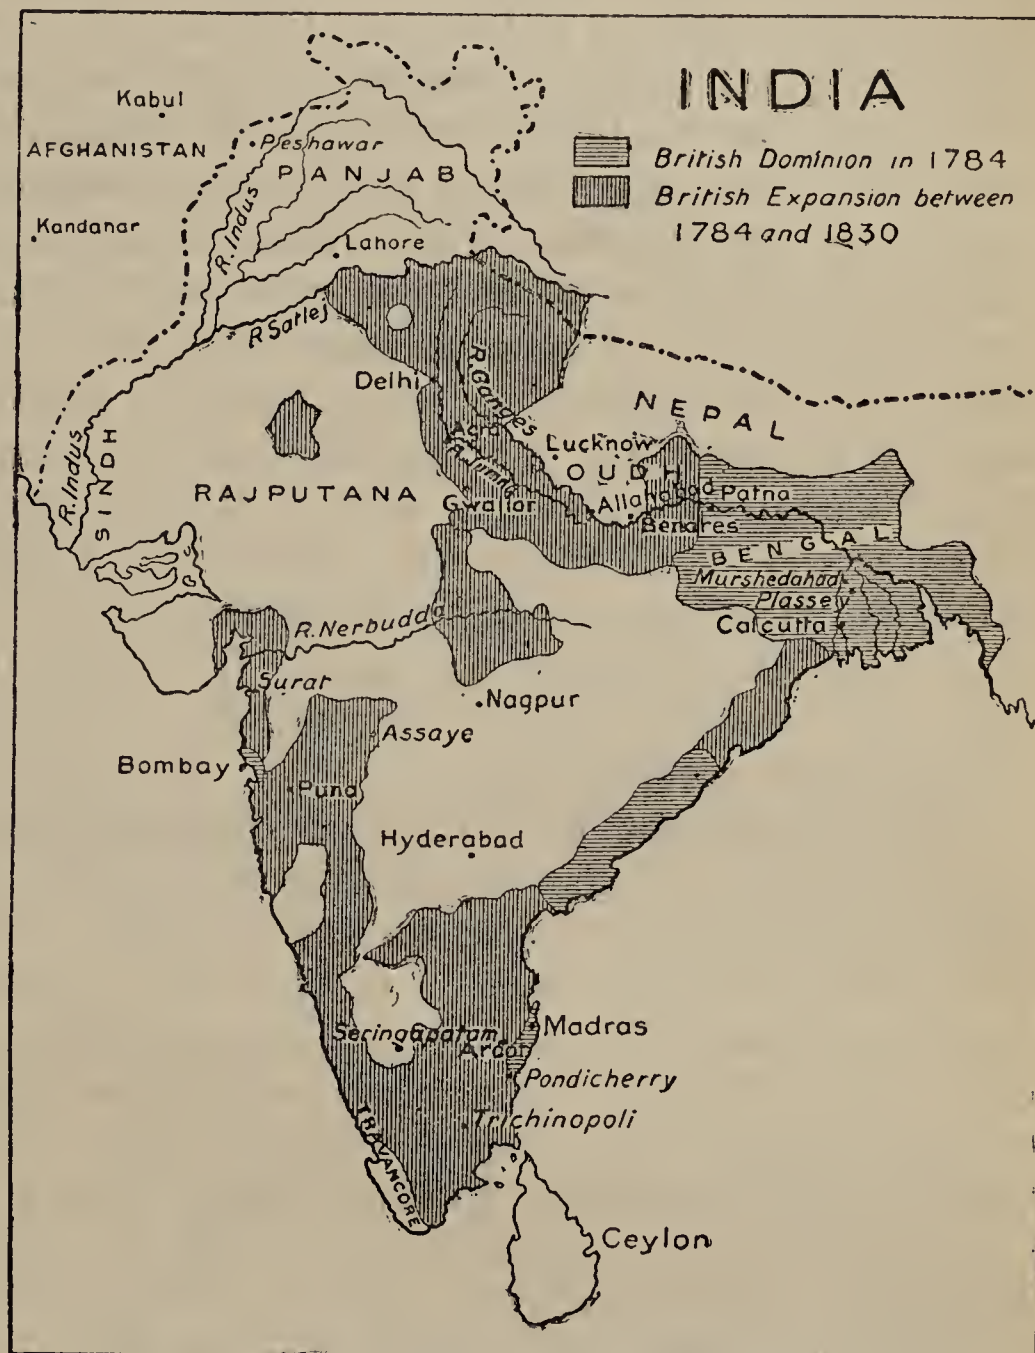 INDIA
British Dominion in 1784
British Expansion between
1784 and 1830
Kabul
AFGHANISTAN
Peshawar
PANJAB
Kandanar
R. Indus
Lahore
R. Satlej
Delhi
R. Ganges
NEPAL
Agra
R. Jumna
Lucknow
OUDH
R. Indus
SINDH
RAJPUTANA
Gwalior
Allahabad
Patna
Benares
BENGAL
Murshedahad
Plassey
Calcutta
R. Nerbudda
Surat
Nagpur
Assaye
Bombay
Puna
Hyderabad
Seringapatam
Arcot
Madras
Pondicherry
Trichinopoli
TRAVANCORE
Ceylon